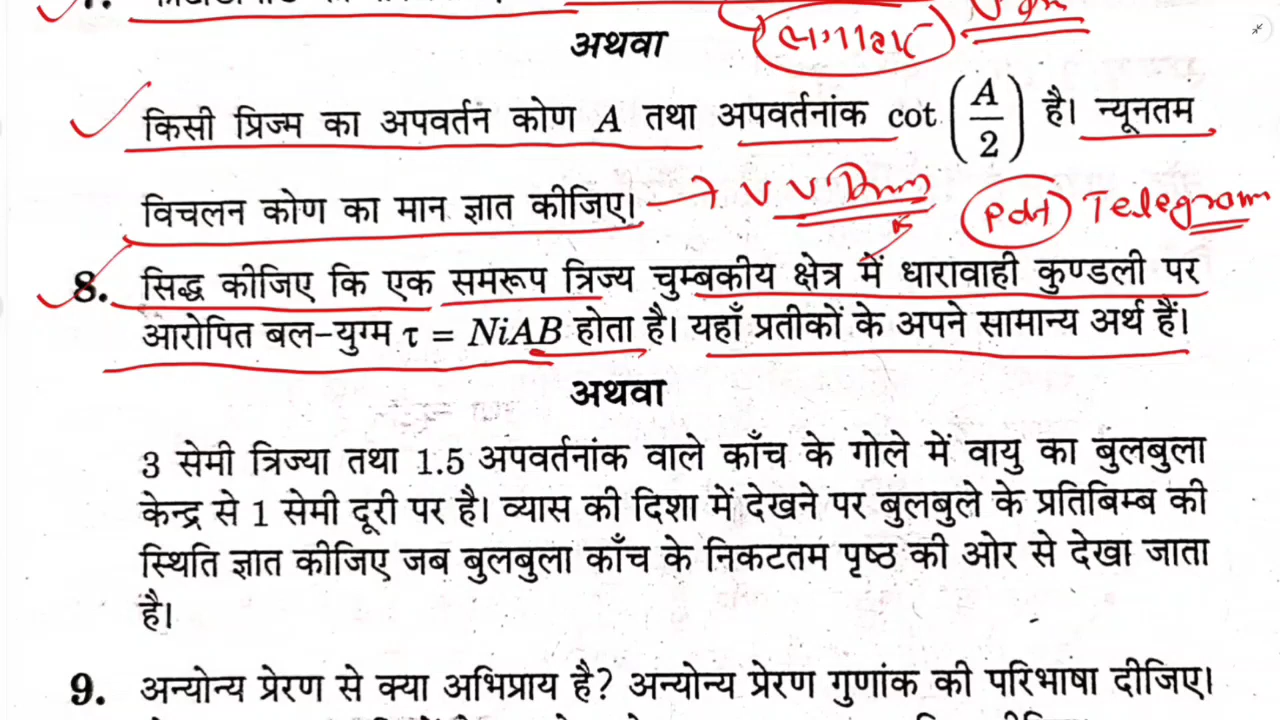 अथवा
किसी प्रिज्म का अपवर्तन कोण A तथा अपवर्तनांक cot (A/2) है। न्यूनतम
विचलन कोण का मान ज्ञात कीजिए। → V V Imp
pdf Telegram
8. सिद्ध कीजिए कि एक समरूप त्रिज्य चुम्बकीय क्षेत्र में धारावाही कुण्डली पर
आरोपित बल-युग्म τ = NiAB होता है। यहाँ प्रतीकों के अपने सामान्य अर्थ हैं।
अथवा
3 सेमी त्रिज्या तथा 1.5 अपवर्तनांक वाले काँच के गोले में वायु का बुलबुला
केन्द्र से 1 सेमी दूरी पर है। व्यास की दिशा में देखने पर बुलबुले के प्रतिबिम्ब की
स्थिति ज्ञात कीजिए जब बुलबुला काँच के निकटतम पृष्ठ की ओर से देखा जाता
है।
9. अन्योन्य प्रेरण से क्या अभिप्राय है? अन्योन्य प्रेरण गुणांक की परिभाषा दीजिए।